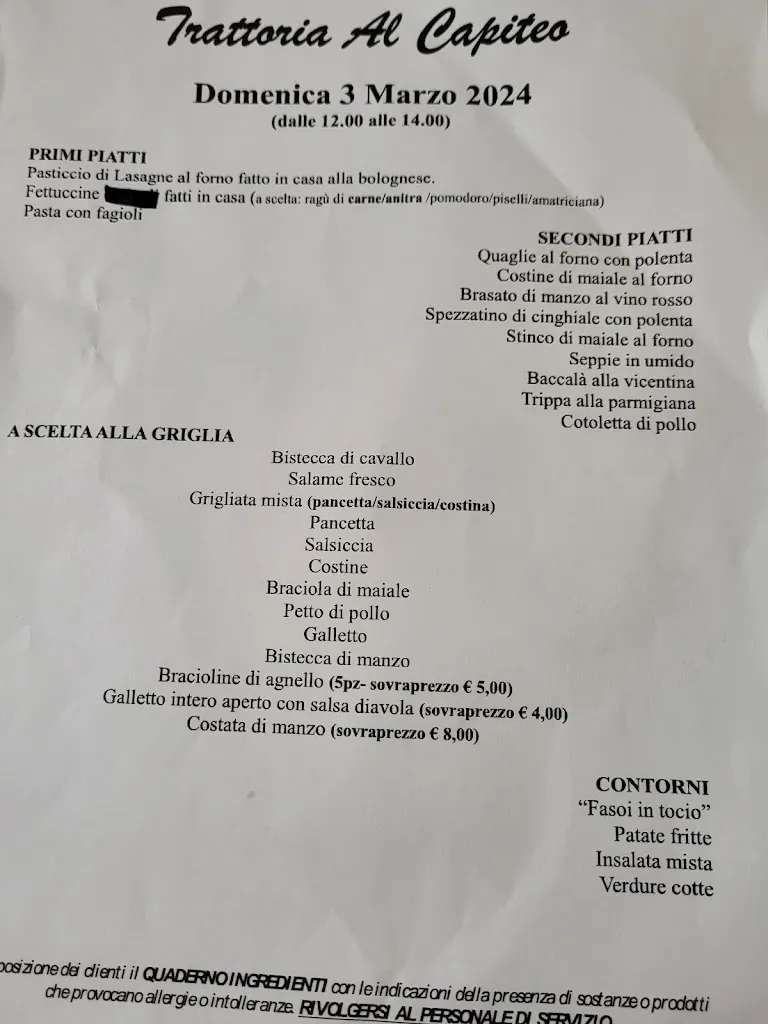 Trattoria Al Capiteo
Domenica 3 Marzo 2024
(dalle 12.00 alle 14.00)
PRIMI PIATTI
Pasticcio di Lasagne al forno fatto in casa alla bolognese.
Fettuccine fatti in casa (a scelta: ragù di carne/anitra /pomodoro/piselli/amatriciana)
Pasta con fagioli
SECONDI PIATTI
Quaglie al forno con polenta
Costine di maiale al forno
Brasato di manzo al vino rosso
Spezzatino di cinghiale con polenta
Stinco di maiale al forno
Seppie in umido
Baccalà alla vicentina
Trippa alla parmigiana
Cotoletta di pollo
A SCELTA ALLA GRIGLIA
Bistecca di cavallo
Salame fresco
Grigliata mista (pancetta/salsiccia/costina)
Pancetta
Salsiccia
Costine
Braciola di maiale
Petto di pollo
Galletto
Bistecca di manzo
Bracioline di agnello (5pz- sovraprezzo € 5,00)
Galletto intero aperto con salsa diavola (sovraprezzo € 4,00)
Costata di manzo (sovraprezzo € 8,00)
CONTORNI
“Fasoi in tocio”
Patate fritte
Insalata mista
Verdure cotte
posizione dei clienti il QUADERNO INGREDIENTI con le indicazioni della presenza di sostanze o prodotti
che provocano allergie o intolleranze. RIVOLGERSI AL PERSONALE DI SERVIZIO